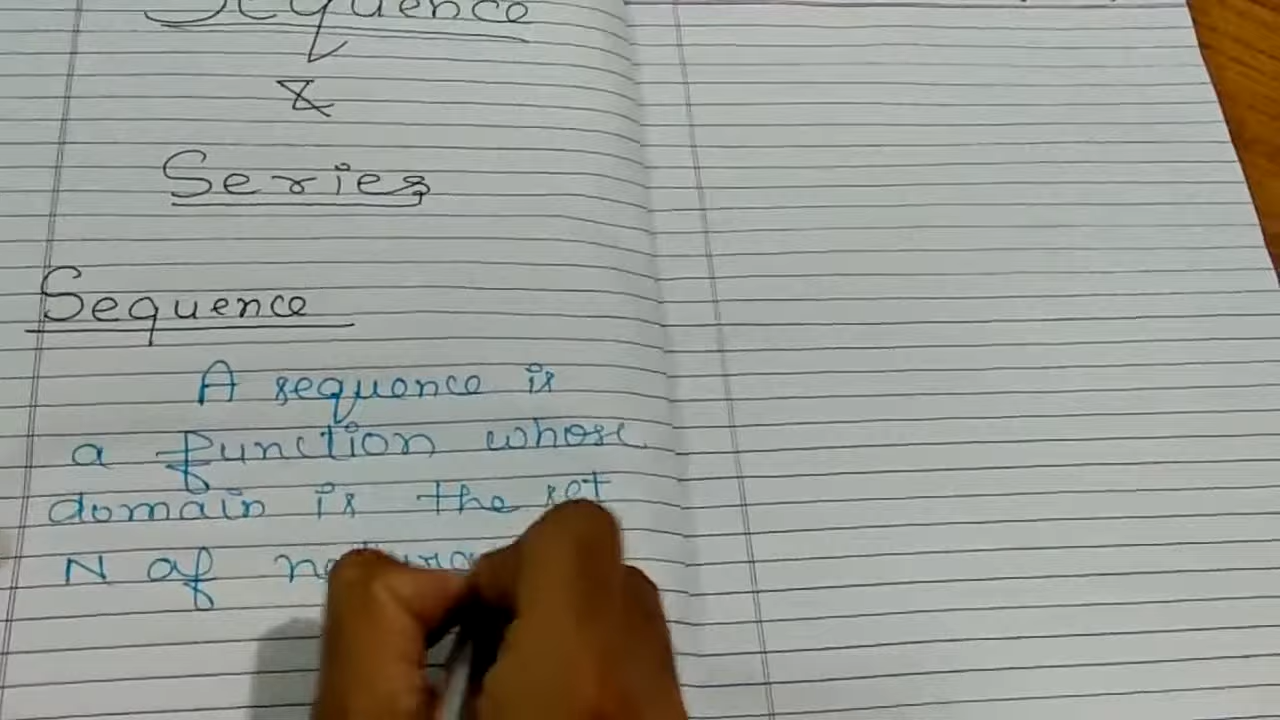 Sequence
&
Series
Sequence
A sequence is
a function whose
domain is the set
N of